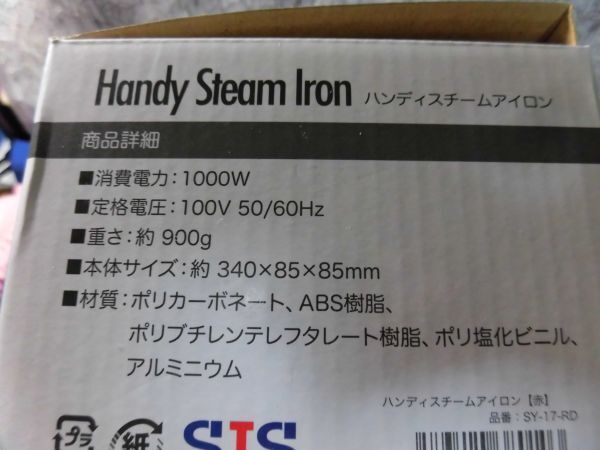 Handy Steam Iron ハンディスチームアイロン
商品詳細
■消費電力：1000W
■定格電圧：100V 50/60Hz
■重さ：約 900g
■本体サイズ：約 340×85×85mm
■材質：ポリカーボネート、ABS樹脂、
ポリブチレンテレフタレート樹脂、ポリ塩化ビニル、
アルミニウム
ハンディスチームアイロン【赤】
品番：SY-17-RD
プラ 紙 SIS